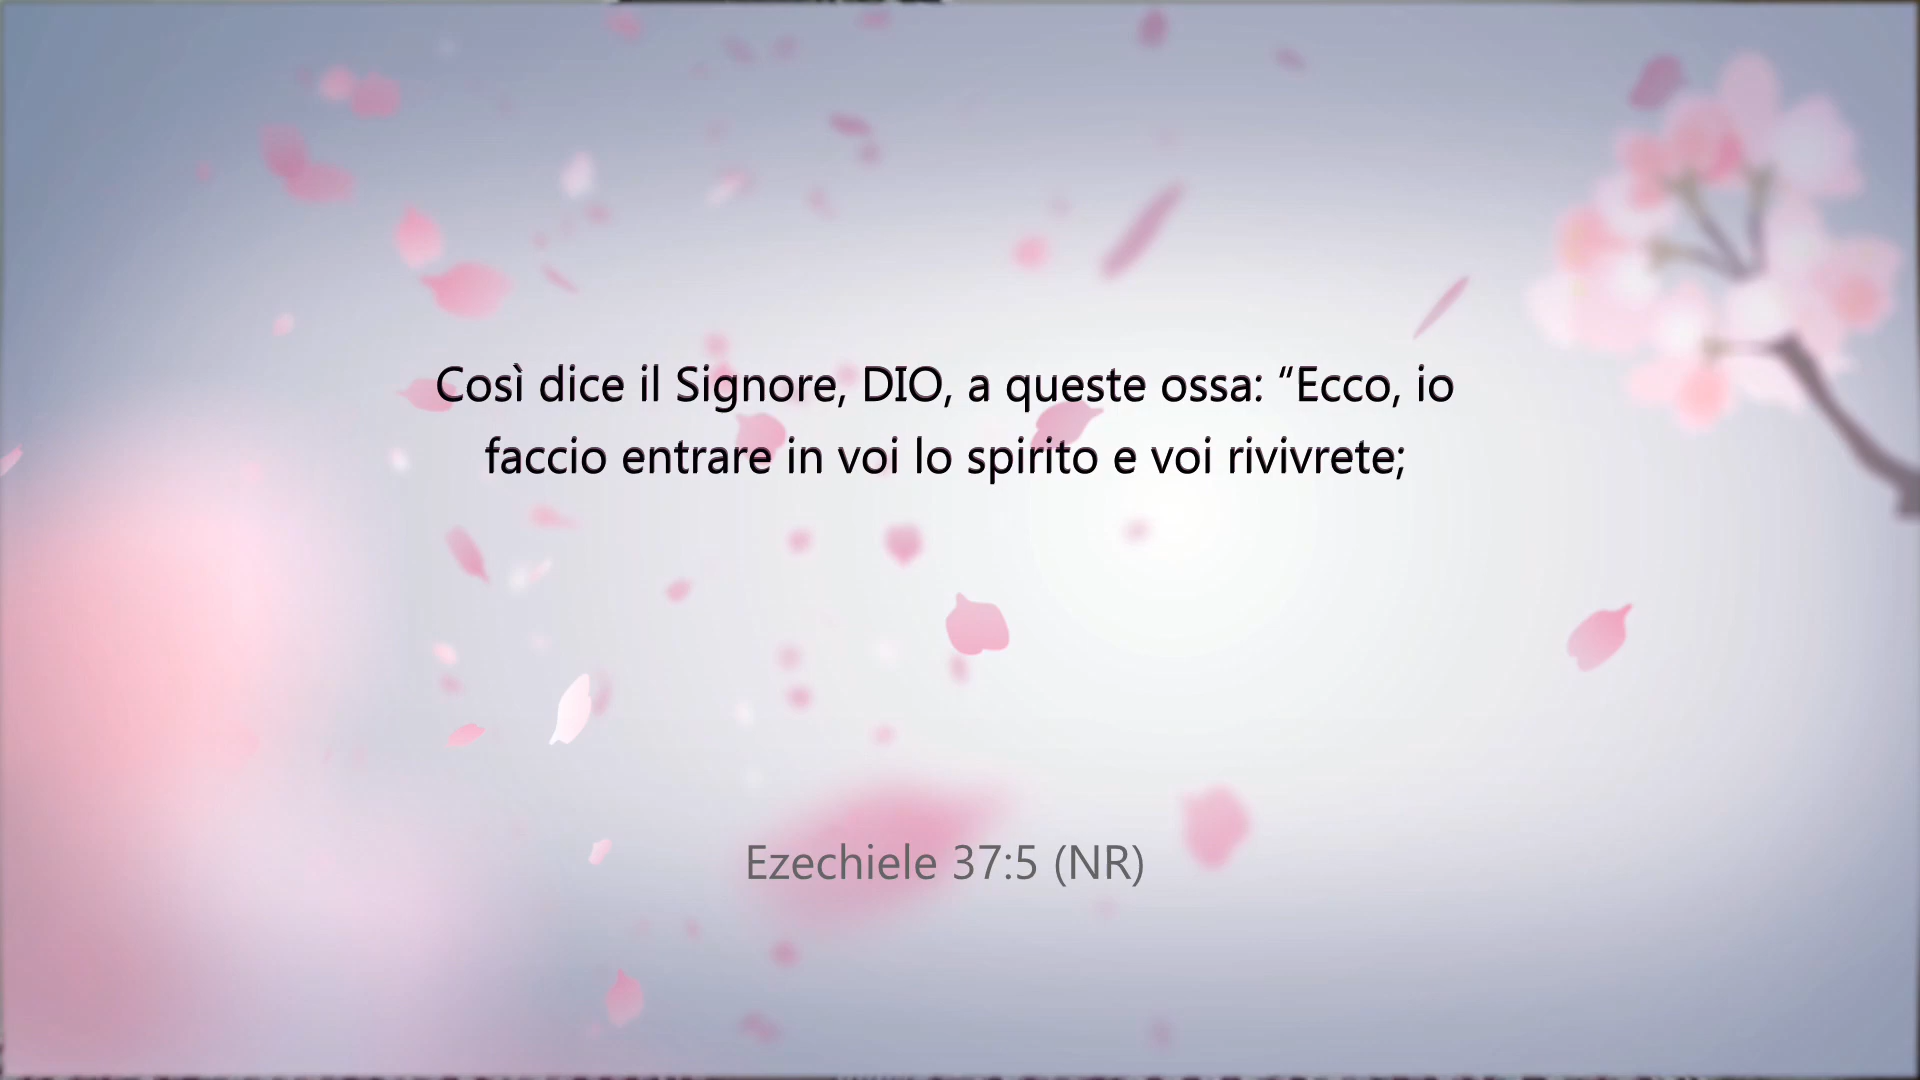 Così dice il Signore, DIO, a queste ossa: “Ecco, io
faccio entrare in voi lo spirito e voi rivivrete;
Ezechiele 37:5 (NR)